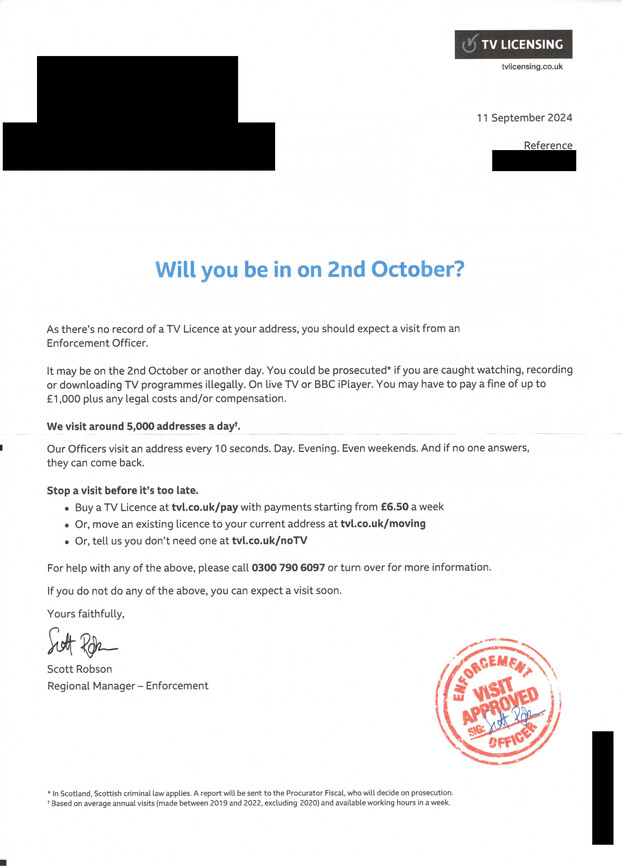 TV LICENSING
tvlicensing.co.uk
11 September 2024
Reference
Will you be in on 2nd October?
As there's no record of a TV Licence at your address, you should expect a visit from an
Enforcement Officer.
It may be on the 2nd October or another day. You could be prosecuted* if you are caught watching, recording
or downloading TV programmes illegally. On live TV or BBC iPlayer. You may have to pay a fine of up to
£1,000 plus any legal costs and/or compensation.
We visit around 5,000 addresses a day†.
Our Officers visit an address every 10 seconds. Day. Evening. Even weekends. And if no one answers,
they can come back.
Stop a visit before it's too late.
• Buy a TV Licence at tvl.co.uk/pay with payments starting from £6.50 a week
• Or, move an existing licence to your current address at tvl.co.uk/moving
• Or, tell us you don't need one at tvl.co.uk/noTV
For help with any of the above, please call 0300 790 6097 or turn over for more information.
If you do not do any of the above, you can expect a visit soon.
Yours faithfully,
Scott Robson
Regional Manager – Enforcement
ENFORCEMENT
VISIT
APPROVED
SIG:
OFFICER
* In Scotland, Scottish criminal law applies. A report will be sent to the Procurator Fiscal, who will decide on prosecution.
† Based on average annual visits (made between 2019 and 2022, excluding 2020) and available working hours in a week.